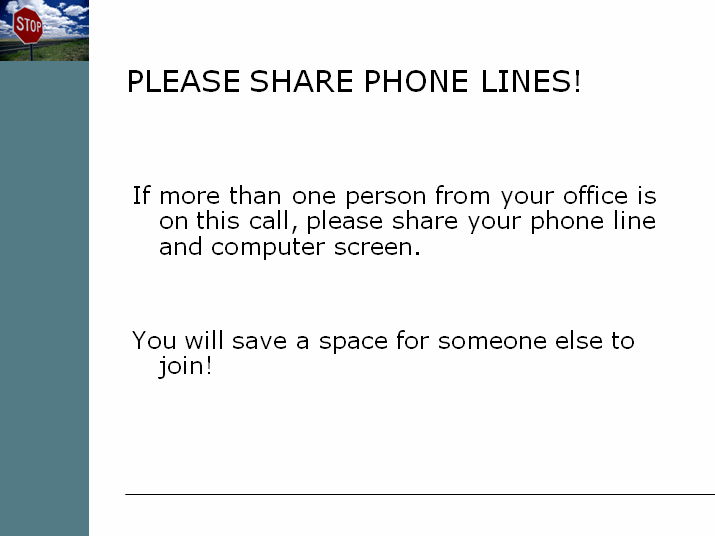 STOP
PLEASE SHARE PHONE LINES!
If more than one person from your office is
on this call, please share your phone line
and computer screen.
You will save a space for someone else to
join!